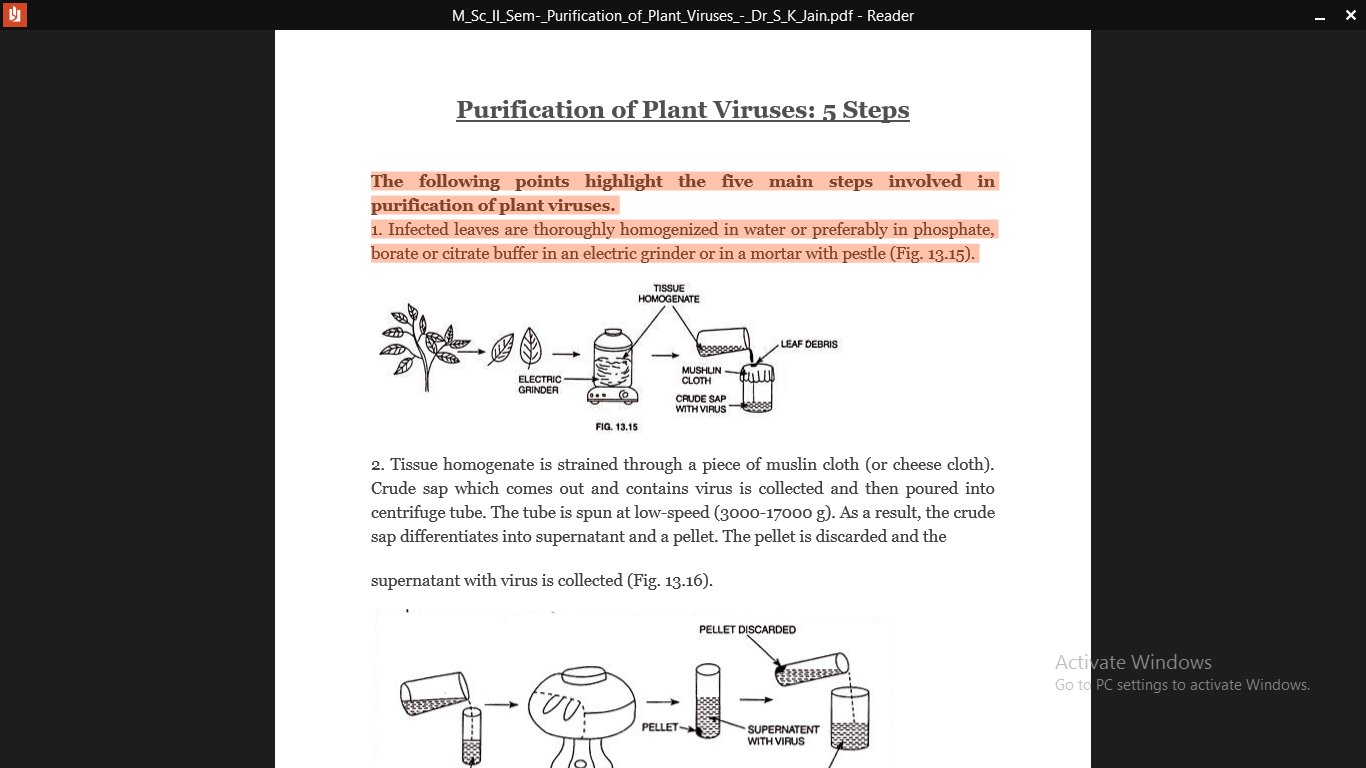 M_Sc_II_Sem-_Purification_of_Plant_Viruses_-_Dr_S_K_Jain.pdf - Reader
Purification of Plant Viruses: 5 Steps
The following points highlight the five main steps involved in
purification of plant viruses.
1. Infected leaves are thoroughly homogenized in water or preferably in phosphate,
borate or citrate buffer in an electric grinder or in a mortar with pestle (Fig. 13.15).
TISSUE
HOMOGENATE
LEAF DEBRIS
MUSHLIN
CLOTH
ELECTRIC
GRINDER
CRUDE SAP
WITH VIRUS
FIG. 13.15
2. Tissue homogenate is strained through a piece of muslin cloth (or cheese cloth).
Crude sap which comes out and contains virus is collected and then poured into
centrifuge tube. The tube is spun at low-speed (3000-17000 g). As a result, the crude
sap differentiates into supernatant and a pellet. The pellet is discarded and the
supernatant with virus is collected (Fig. 13.16).
PELLET DISCARDED
PELLET
SUPERNATENT
WITH VIRUS
Activate Windows
Go to PC settings to activate Windows.